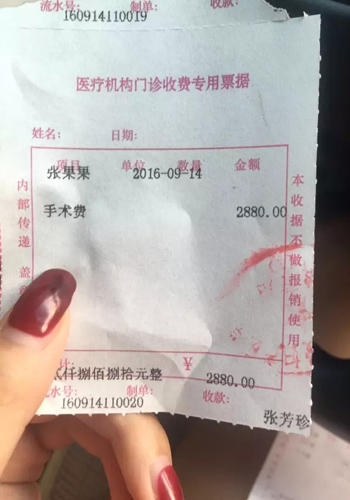 流水号: 制单: 收款:
160914110019
医疗机构门诊收费专用票据
姓名: 日期:
项目 单位 数量 金额
张果果 2016-09-14
手术费 2880.00
内部传递 盖
本收据不做报销使用
计:
仟捌佰捌拾元整 2880.00
流水号: 制单: 收款:
160914110020
张芳珍